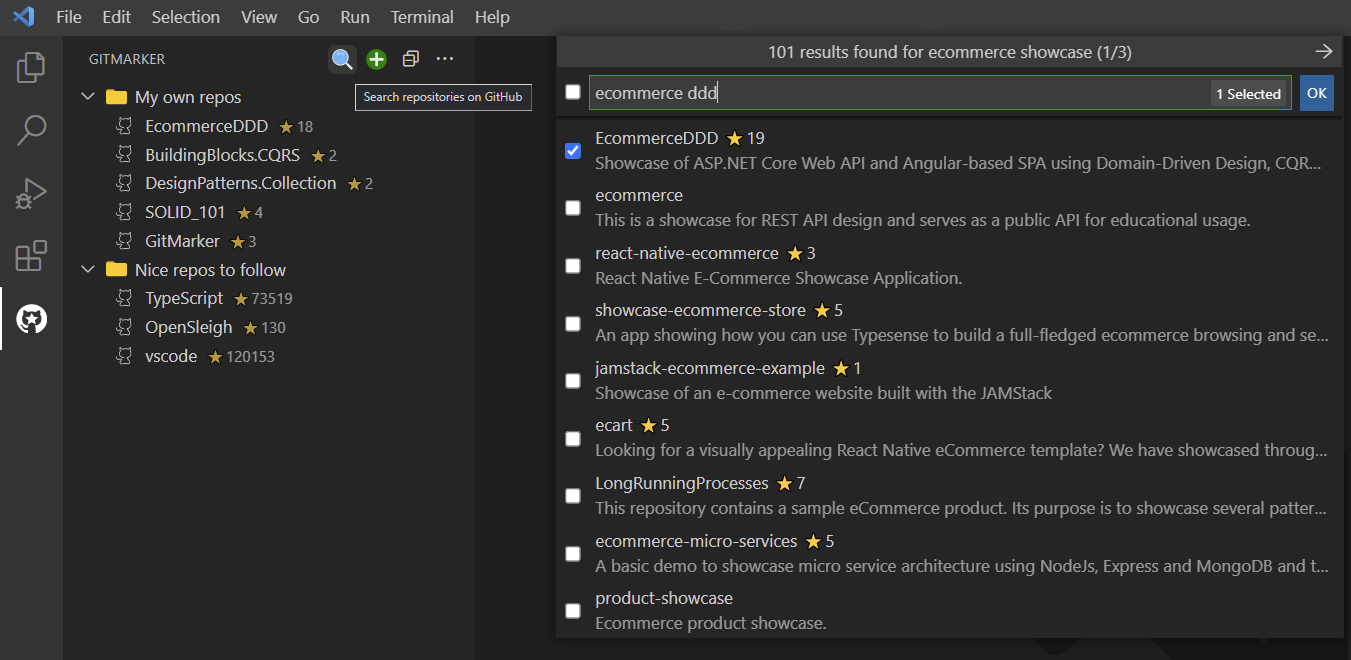 File Edit Selection View Go Run Terminal Help
GITMARKER
Search repositories on GitHub
My own repos
EcommerceDDD ★ 18
BuildingBlocks.CQRS ★ 2
DesignPatterns.Collection ★ 2
SOLID_101 ★ 4
GitMarker ★ 3
Nice repos to follow
TypeScript ★ 73519
OpenSleigh ★ 130
vscode ★ 120153
101 results found for ecommerce showcase (1/3)
ecommerce ddd 1 Selected OK
EcommerceDDD ★ 19
Showcase of ASP.NET Core Web API and Angular-based SPA using Domain-Driven Design, CQR...
ecommerce
This is a showcase for REST API design and serves as a public API for educational usage.
react-native-ecommerce ★ 3
React Native E-Commerce Showcase Application.
showcase-ecommerce-store ★ 5
An app showing how you can use Typesense to build a full-fledged ecommerce browsing and se...
jamstack-ecommerce-example ★ 1
Showcase of an e-commerce website built with the JAMStack
ecart ★ 5
Looking for a visually appealing React Native eCommerce template? We have showcased throug...
LongRunningProcesses ★ 7
This repository contains a sample eCommerce product. Its purpose is to showcase several patter...
ecommerce-micro-services ★ 5
A basic demo to showcase micro service architecture using NodeJs, Express and MongoDB and t...
product-showcase
Ecommerce product showcase.